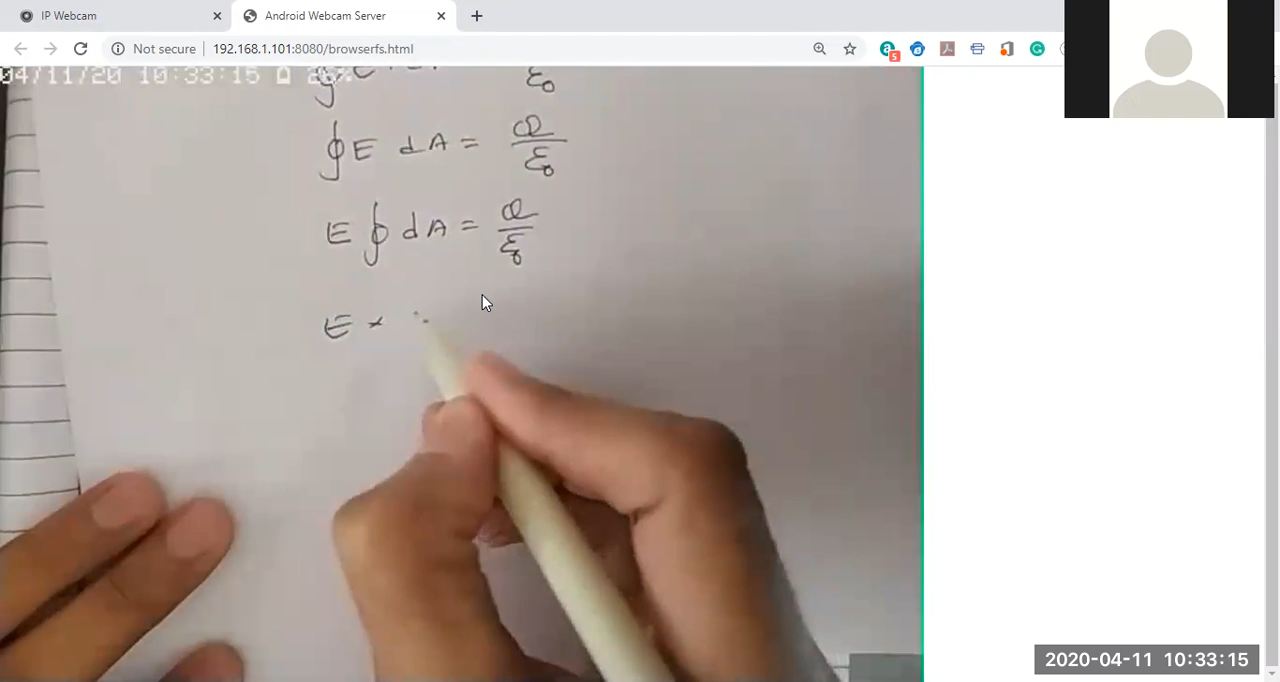 IP Webcam
Android Webcam Server
Not secure
192.168.1.101:8080/browserfs.html
5
04/11/20 10:33:15
ε₀
∮E dA = Q/ε₀
E ∮ dA = Q/ε₀
E ×
2020-04-11 10:33:15